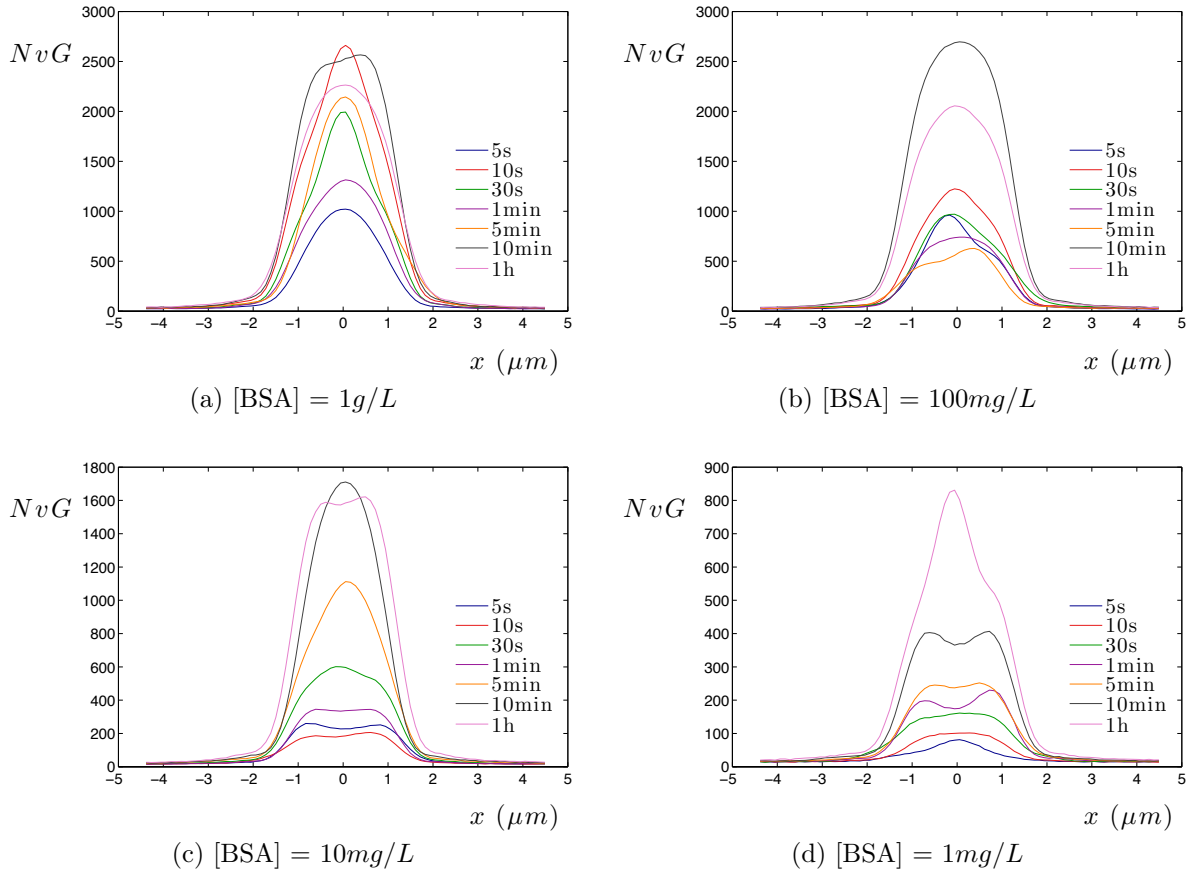 NvG
3000
2500
2000
1500
1000
500
0
−5 −4 −3 −2 −1 0 1 2 3 4 5
5s
10s
30s
1min
5min
10min
1h
x (μm)
(a) [BSA] = 1g/L
NvG
3000
2500
2000
1500
1000
500
0
−5 −4 −3 −2 −1 0 1 2 3 4 5
5s
10s
30s
1min
5min
10min
1h
x (μm)
(b) [BSA] = 100mg/L
NvG
1800
1600
1400
1200
1000
800
600
400
200
0
−5 −4 −3 −2 −1 0 1 2 3 4 5
5s
10s
30s
1min
5min
10min
1h
x (μm)
(c) [BSA] = 10mg/L
NvG
900
800
700
600
500
400
300
200
100
0
−5 −4 −3 −2 −1 0 1 2 3 4 5
5s
10s
30s
1min
5min
10min
1h
x (μm)
(d) [BSA] = 1mg/L